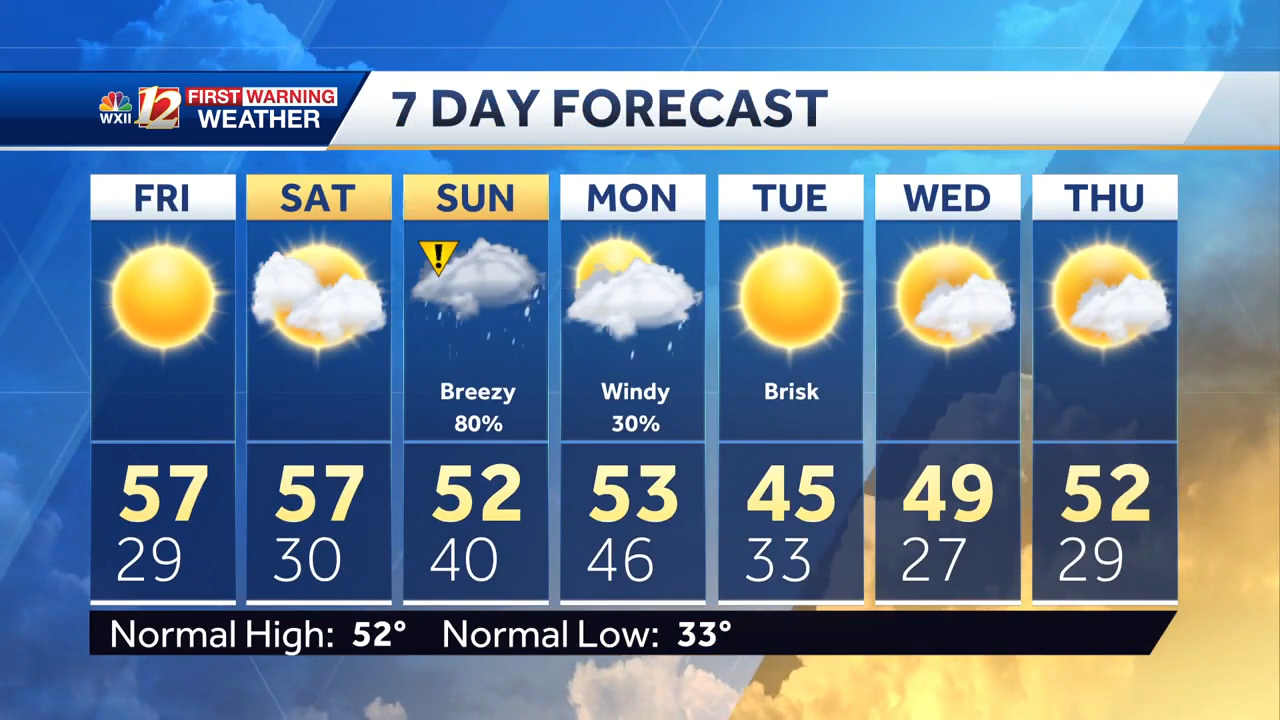 WXII 12 FIRST WARNING
WEATHER
7 DAY FORECAST
FRI SAT SUN MON TUE WED THU
!
Breezy Windy Brisk
80% 30%
57 57 52 53 45 49 52
29 30 40 46 33 27 29
Normal High: 52° Normal Low: 33°